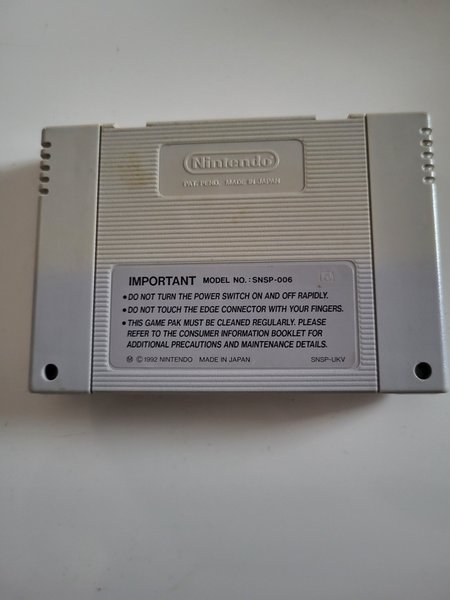 Nintendo
PAT. PEND. MADE IN JAPAN
IMPORTANT MODEL NO.: SNSP-006
• DO NOT TURN THE POWER SWITCH ON AND OFF RAPIDLY.
• DO NOT TOUCH THE EDGE CONNECTOR WITH YOUR FINGERS.
• THIS GAME PAK MUST BE CLEANED REGULARLY. PLEASE
REFER TO THE CONSUMER INFORMATION BOOKLET FOR
ADDITIONAL PRECAUTIONS AND MAINTENANCE DETAILS.
Ⓜ © 1992 NINTENDO MADE IN JAPAN SNSP-UKV